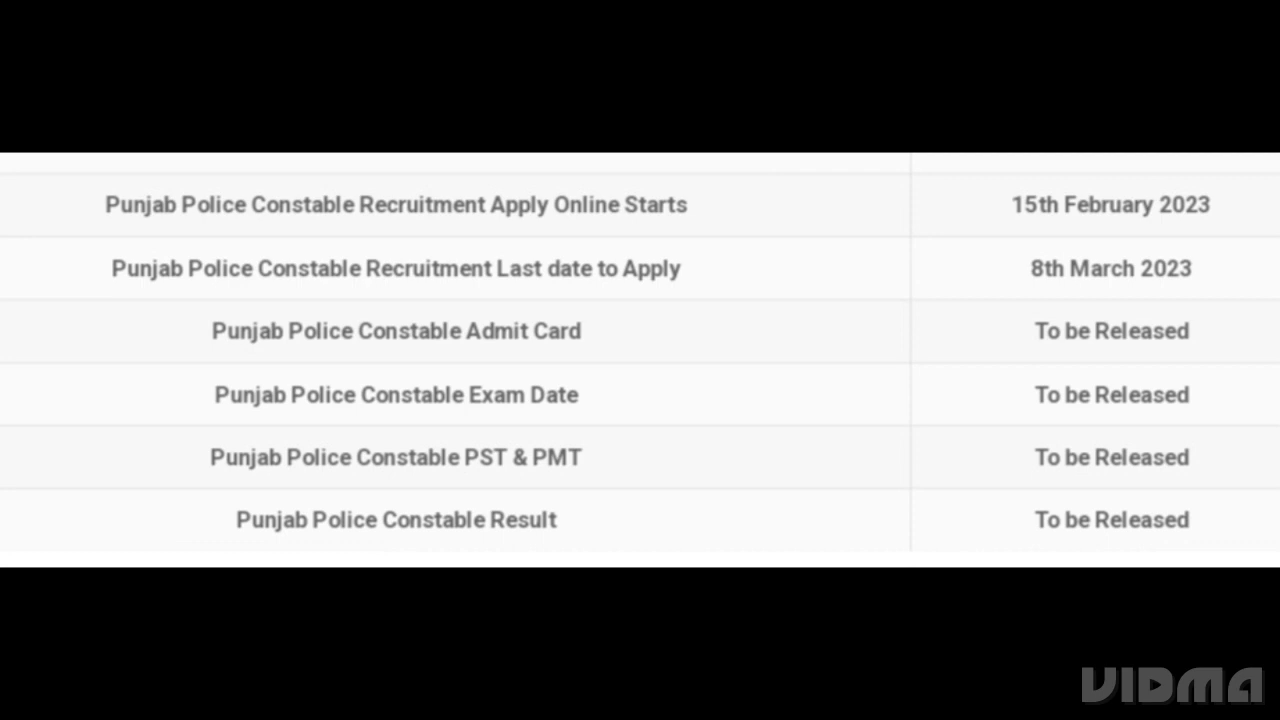 Punjab Police Constable Recruitment Apply Online Starts 15th February 2023
Punjab Police Constable Recruitment Last date to Apply 8th March 2023
Punjab Police Constable Admit Card To be Released
Punjab Police Constable Exam Date To be Released
Punjab Police Constable PST & PMT To be Released
Punjab Police Constable Result To be Released
VIDMA